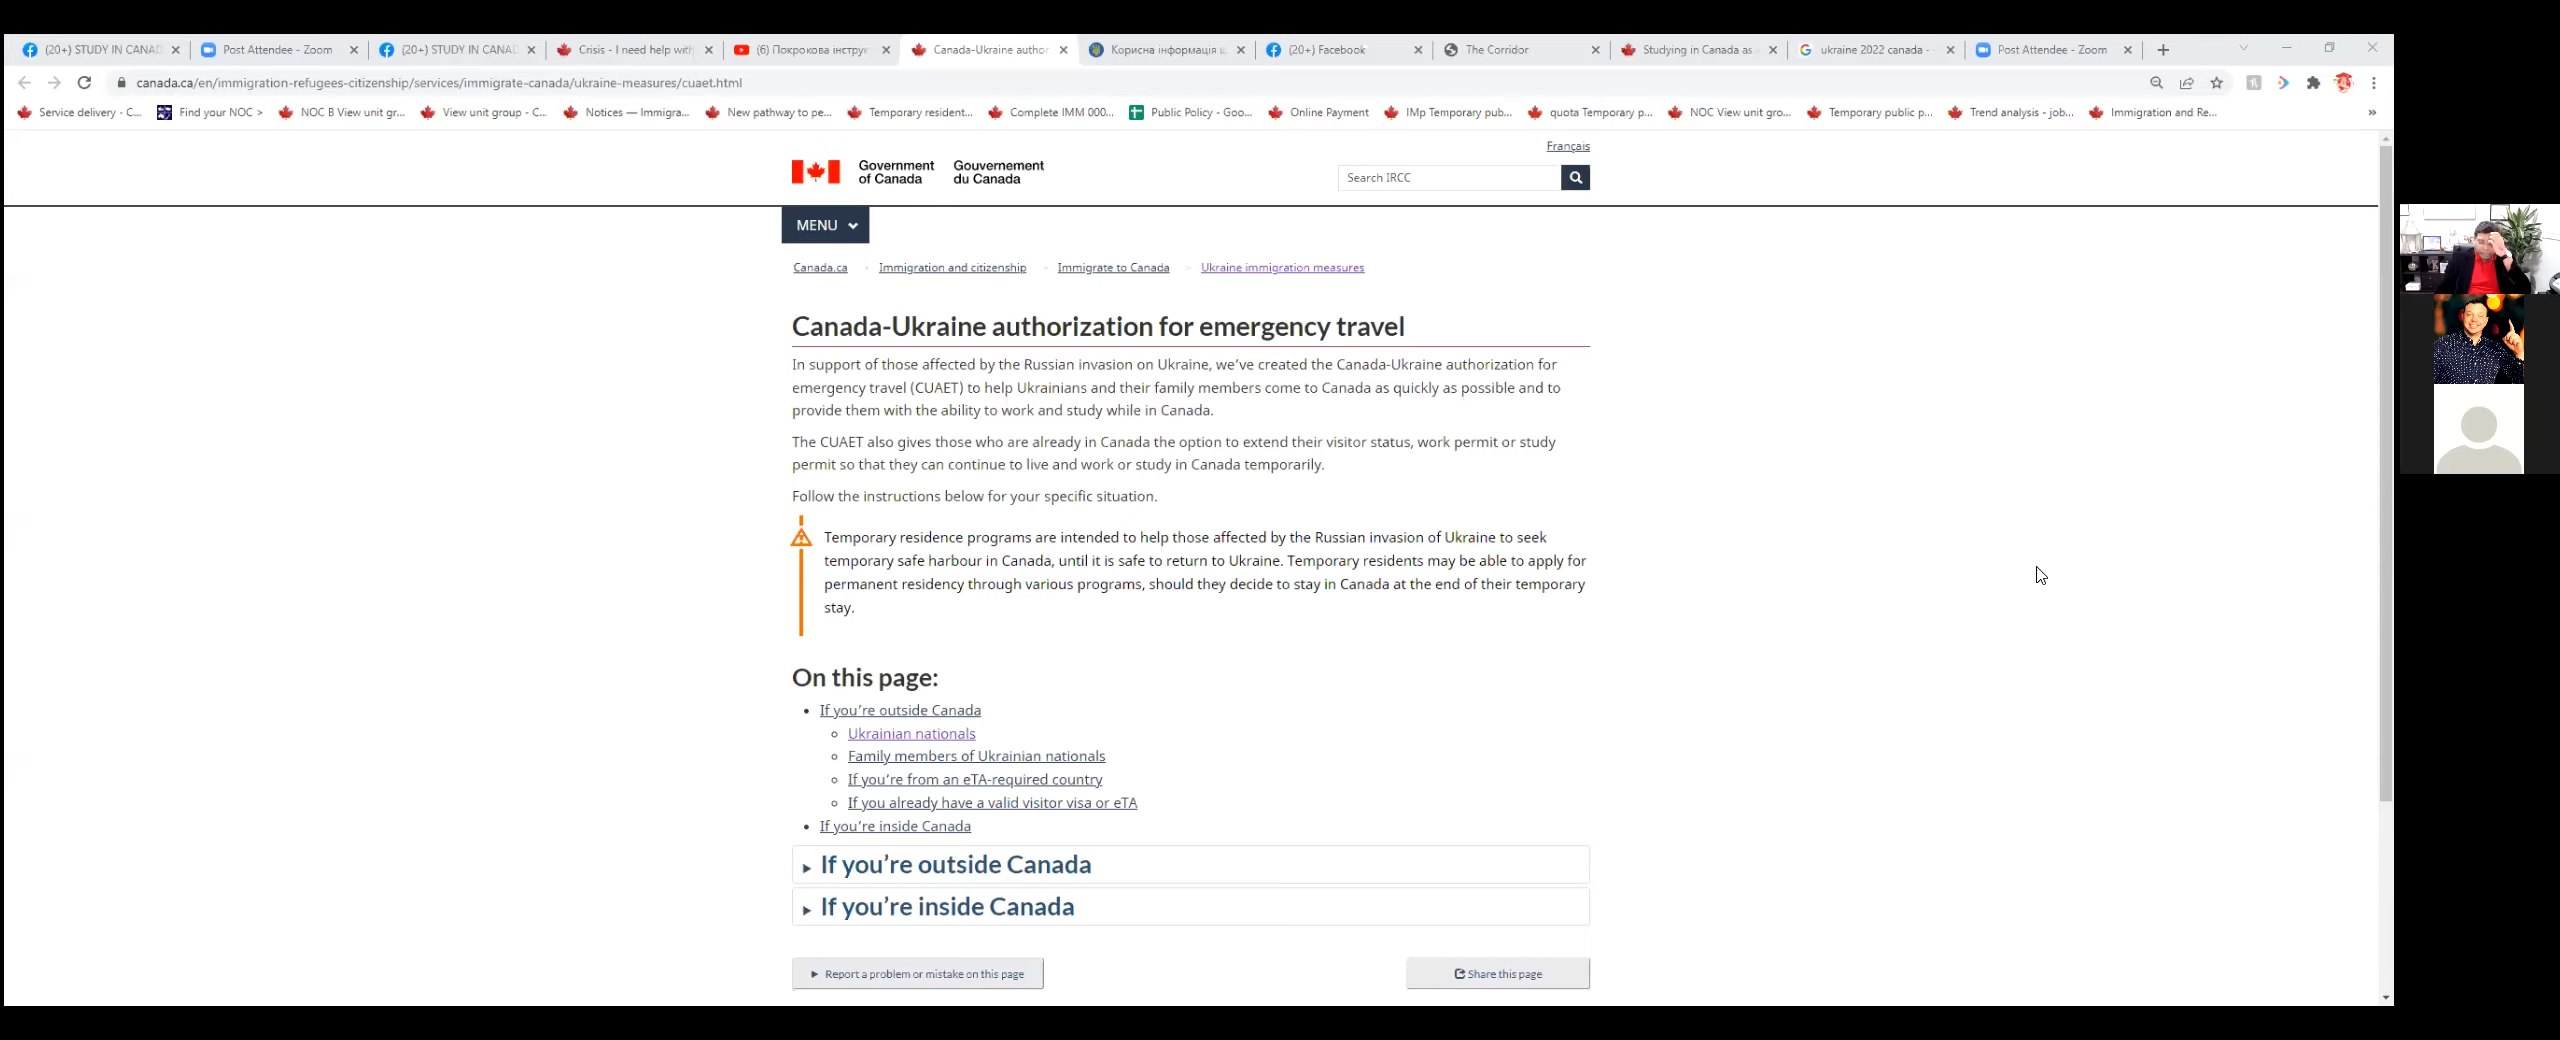 (20+) STUDY IN CANAD
Post Attendee - Zoom
(20+) STUDY IN CANAD
Crisis - I need help with
(6) Покрокова інструк
Canada-Ukraine author
Корисна інформація щ
(20+) Facebook
The Corridor
Studying in Canada as
ukraine 2022 canada -
Post Attendee - Zoom
canada.ca/en/immigration-refugees-citizenship/services/immigrate-canada/ukraine-measures/cuaet.html
Service delivery - C...
Find your NOC >
NOC B View unit gr...
View unit group - C...
Notices — Immigra...
New pathway to pe...
Temporary resident...
Complete IMM 000...
Public Policy - Goo...
Online Payment
IMp Temporary pub...
quota Temporary p...
NOC View unit gro...
Temporary public p...
Trend analysis - job...
Immigration and Re...
Français
Government of Canada
Gouvernement du Canada
Search IRCC
MENU
Canada.ca
Immigration and citizenship
Immigrate to Canada
Ukraine immigration measures
Canada-Ukraine authorization for emergency travel
In support of those affected by the Russian invasion on Ukraine, we've created the Canada-Ukraine authorization for
emergency travel (CUAET) to help Ukrainians and their family members come to Canada as quickly as possible and to
provide them with the ability to work and study while in Canada.
The CUAET also gives those who are already in Canada the option to extend their visitor status, work permit or study
permit so that they can continue to live and work or study in Canada temporarily.
Follow the instructions below for your specific situation.
Temporary residence programs are intended to help those affected by the Russian invasion of Ukraine to seek
temporary safe harbour in Canada, until it is safe to return to Ukraine. Temporary residents may be able to apply for
permanent residency through various programs, should they decide to stay in Canada at the end of their temporary
stay.
On this page:
If you're outside Canada
Ukrainian nationals
Family members of Ukrainian nationals
If you're from an eTA-required country
If you already have a valid visitor visa or eTA
If you're inside Canada
If you're outside Canada
If you're inside Canada
Report a problem or mistake on this page
Share this page